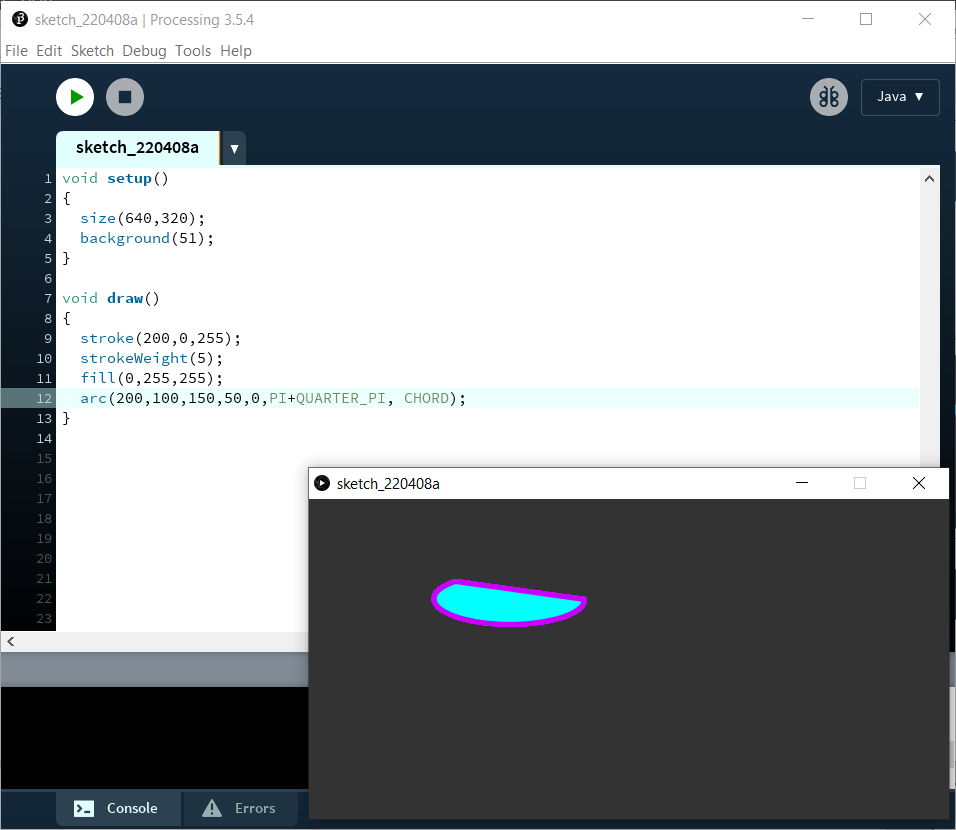 sketch_220408a | Processing 3.5.4
File Edit Sketch Debug Tools Help
Java ▼
sketch_220408a ▼
1 void setup()
2 {
3   size(640,320);
4   background(51);
5 }
6
7 void draw()
8 {
9   stroke(200,0,255);
10   strokeWeight(5);
11   fill(0,255,255);
12   arc(200,100,150,50,0,PI+QUARTER_PI, CHORD);
13 }
14
15
16
17
18
19
20
21
22
23
sketch_220408a
Console
Errors